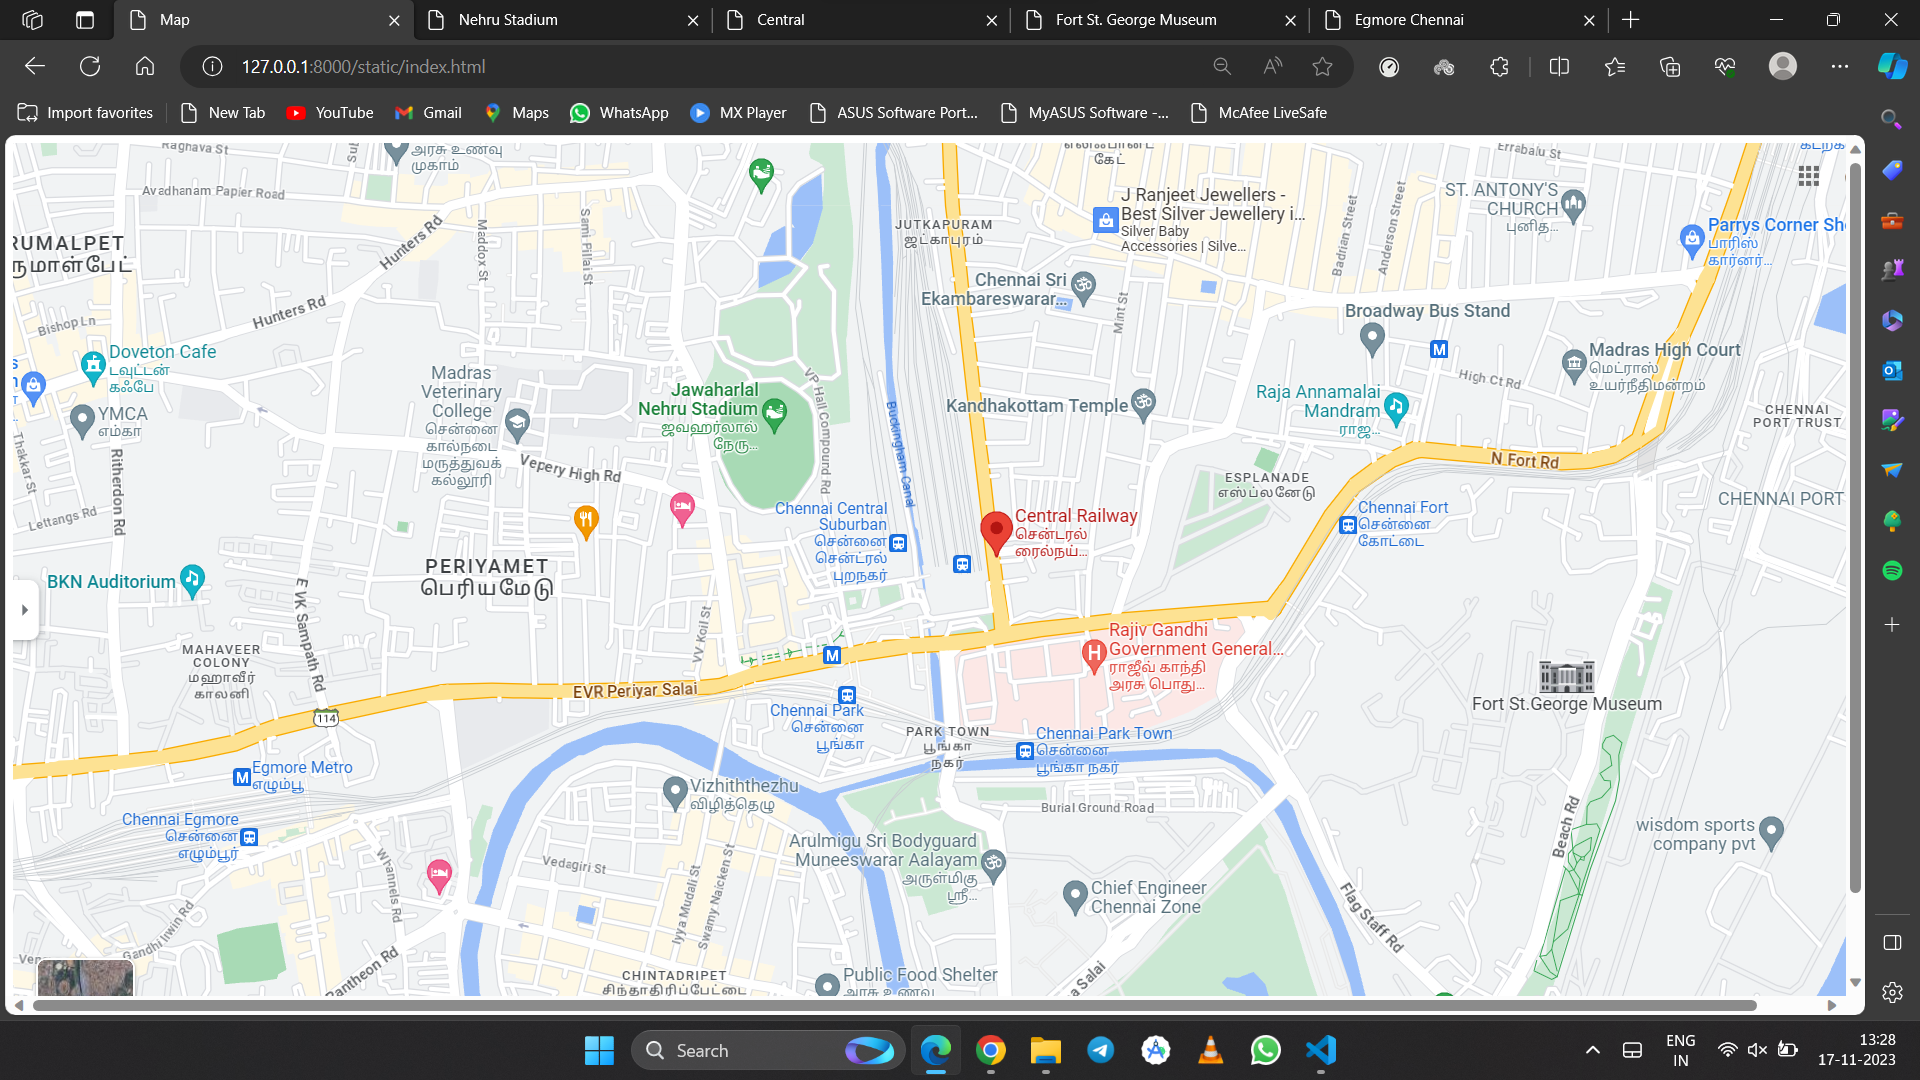 Map
Nehru Stadium
Central
Fort St. George Museum
Egmore Chennai
127.0.0.1:8000/static/index.html
Import favorites
New Tab
YouTube
Gmail
Maps
WhatsApp
MX Player
ASUS Software Port...
MyASUS Software -...
McAfee LiveSafe
Raghava St
அரசு உணவு
முகாம்
Avadhanam Papier Road
Hunters Rd
Maddox St
Sami Pillai St
JUTKAPURAM
ஜட்காபுரம்
கேட்
J Ranjeet Jewellers -
Best Silver Jewellery i...
Silver Baby
Accessories | Silve...
Badrian Street
Anderson Street
Errabalu St
ST. ANTONY'S
CHURCH
புனித...
Parrys Corner Sho
பாரிஸ்
கார்னர்...
RUMALPET
Hunters Rd
Bishop Ln
Doveton Cafe
டவுட்டன்
கஃபே
YMCA
எம்கா
Thakkar St
Ritherdon Rd
Lettangs Rd
Madras
Veterinary
College
சென்னை
கால்நடை
மருத்துவக்
கல்லூரி
Vepery High Rd
Jawaharlal
Nehru Stadium
ஜவஹர்லால்
நேரு...
VP Hall Compound Rd
Buckingham Canal
Chennai Sri
Ekambareswarar...
Mint St
Kandhakottam Temple
Broadway Bus Stand
M
Madras High Court
மெட்ராஸ்
உயர்நீதிமன்றம்
High Ct Rd
Raja Annamalai
Mandram
ராஜ...
CHENNAI
PORT TRUST
N Fort Rd
ESPLANADE
எஸ்பலனேடு
CHENNAI PORT
Chennai Fort
சென்னை
கோட்டை
Chennai Central
Suburban
சென்னை
சென்ட்ரல்
புறநகர்
Central Railway
சென்டரல்
ரைல்நய்...
PERIYAMET
பெரியமேடு
BKN Auditorium
EVK Sampath Rd
VV Koil St
MAHAVEER
COLONY
மஹாவீர்
காலனி
M
EVR Periyar Salai
114
Rajiv Gandhi
Government General...
ராஜீவ் காந்தி
அரசு பொது...
H
Fort St.George Museum
Chennai Park
சென்னை
பூங்கா
PARK TOWN
பூங்கா
நகர்
Chennai Park Town
சென்னை
பூங்கா நகர்
M
Egmore Metro
எழும்பூ
Chennai Egmore
சென்னை
எழும்பூர்
Vizhiththezhu
விழித்தெழு
Burial Ground Road
Arulmigu Sri Bodyguard
Muneeswarar Aalayam
அருள்மிகு
ஸ்ரீ...
Beach Rd
wisdom sports
company pvt
Vedagiri St
Whannels Rd
Iyya Mudali St
Swamy Naicken St
Chief Engineer
Chennai Zone
Flag Staff Rd
Gandhi Irwin Rd
Pantheon Rd
CHINTADRIPET
சிந்தாதிரிப்பேட்டை
Public Food Shelter
அரசு உணவு
a Salai
Search
ENG
IN
13:28
17-11-2023